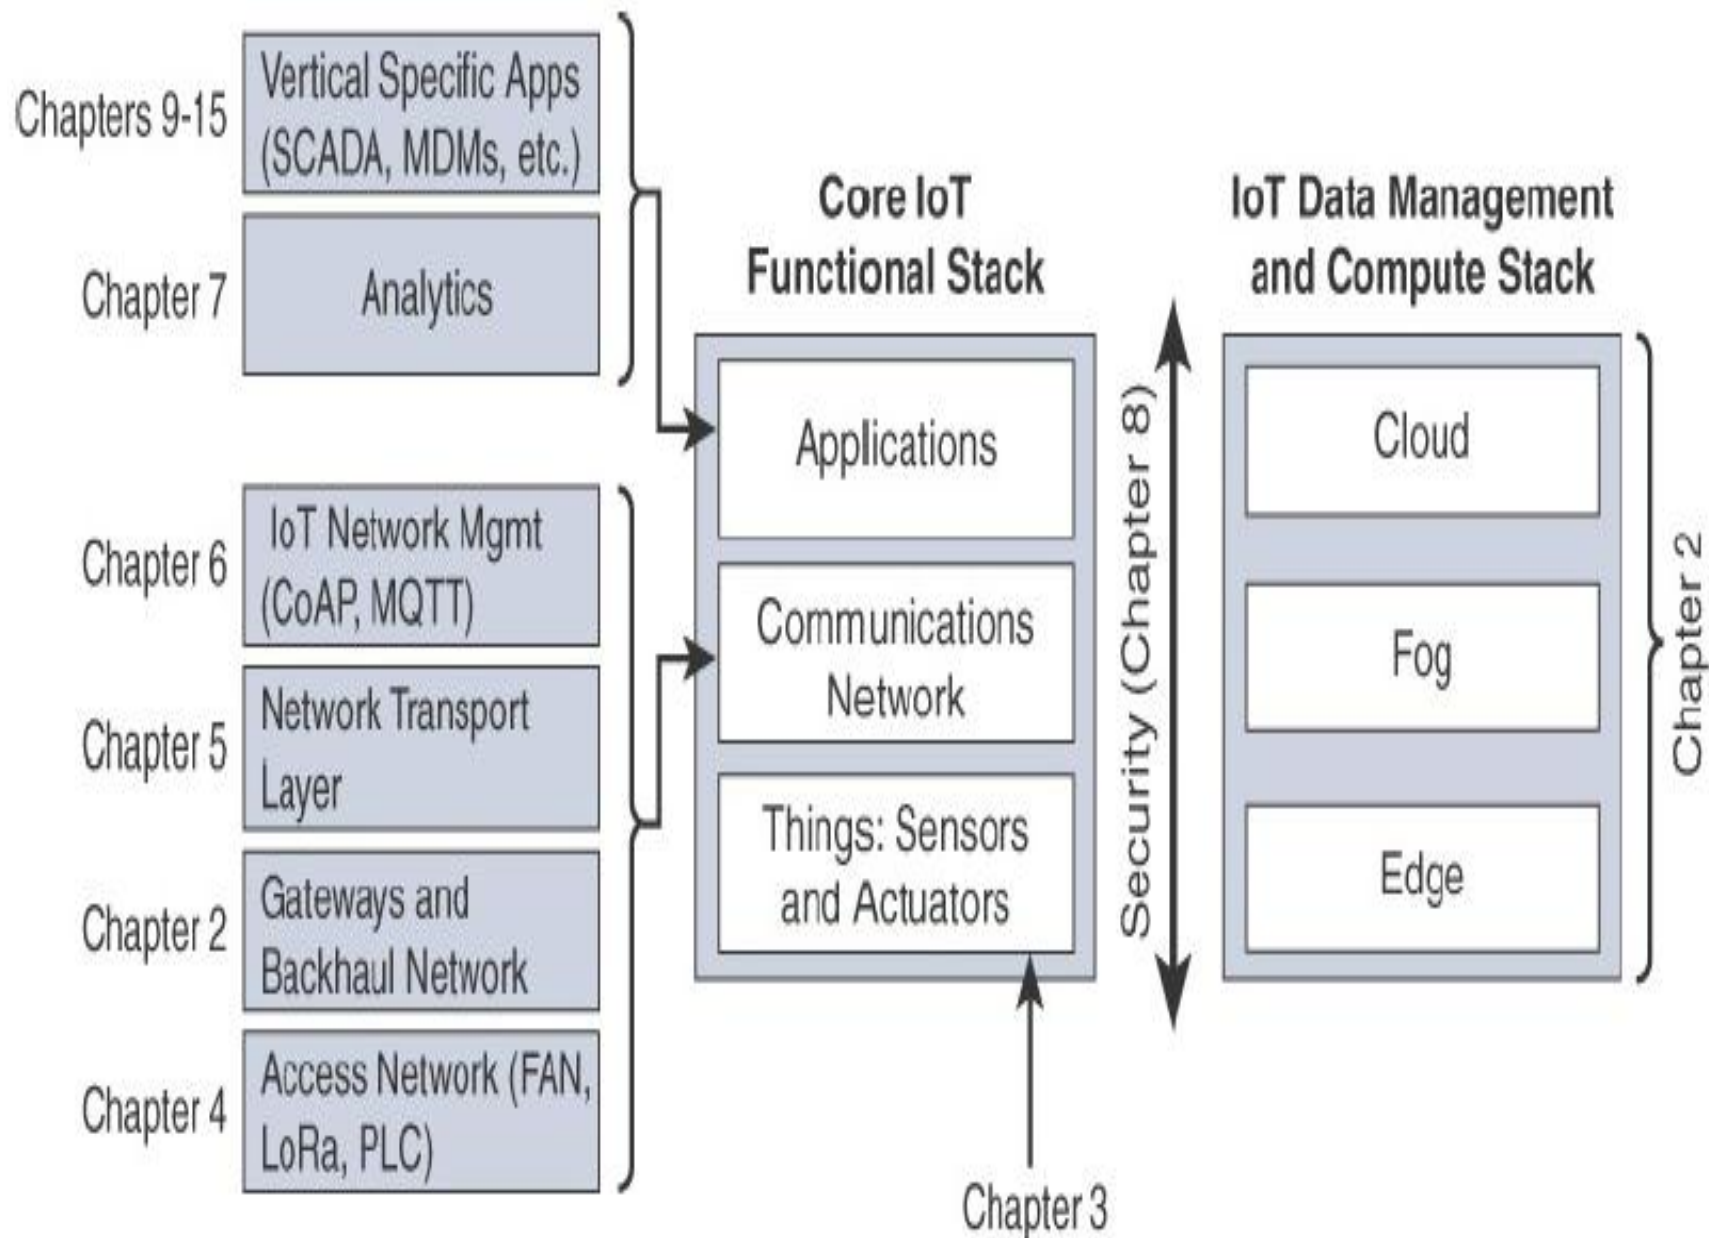 Chapters 9-15
Vertical Specific Apps
(SCADA, MDMs, etc.)
Chapter 7
Analytics
Chapter 6
IoT Network Mgmt
(CoAP, MQTT)
Chapter 5
Network Transport
Layer
Chapter 2
Gateways and
Backhaul Network
Chapter 4
Access Network (FAN,
LoRa, PLC)
Core IoT
Functional Stack
Applications
Communications
Network
Things: Sensors
and Actuators
Chapter 3
Security (Chapter 8)
IoT Data Management
and Compute Stack
Cloud
Fog
Edge
Chapter 2